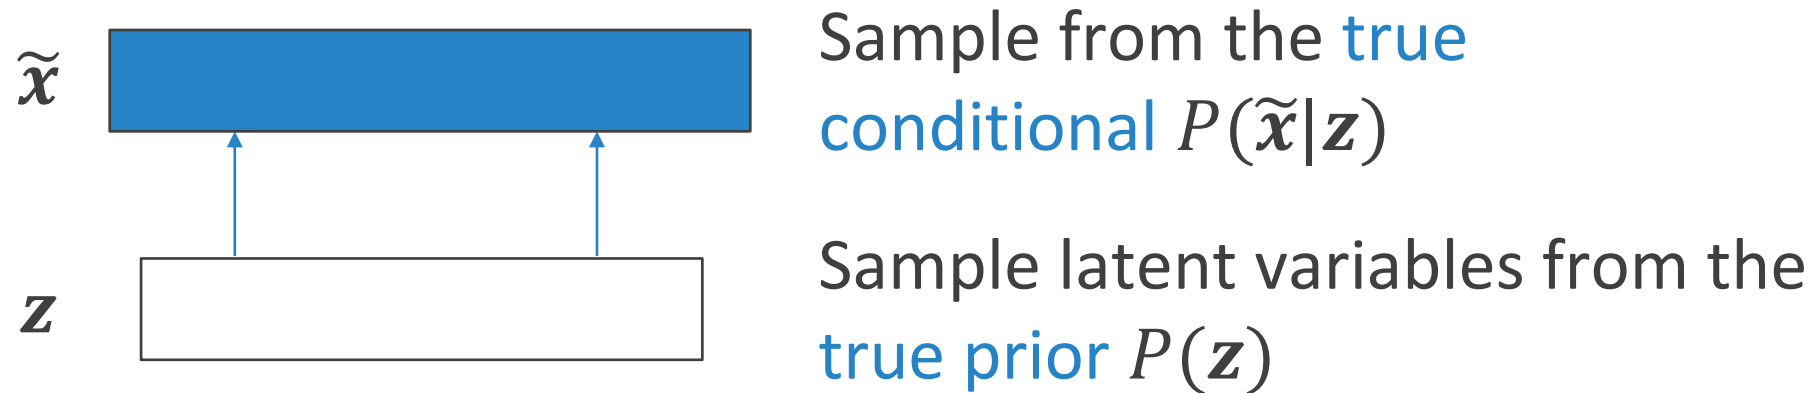 x̃
Sample from the true
conditional P(x̃|z)
z
Sample latent variables from the
true prior P(z)